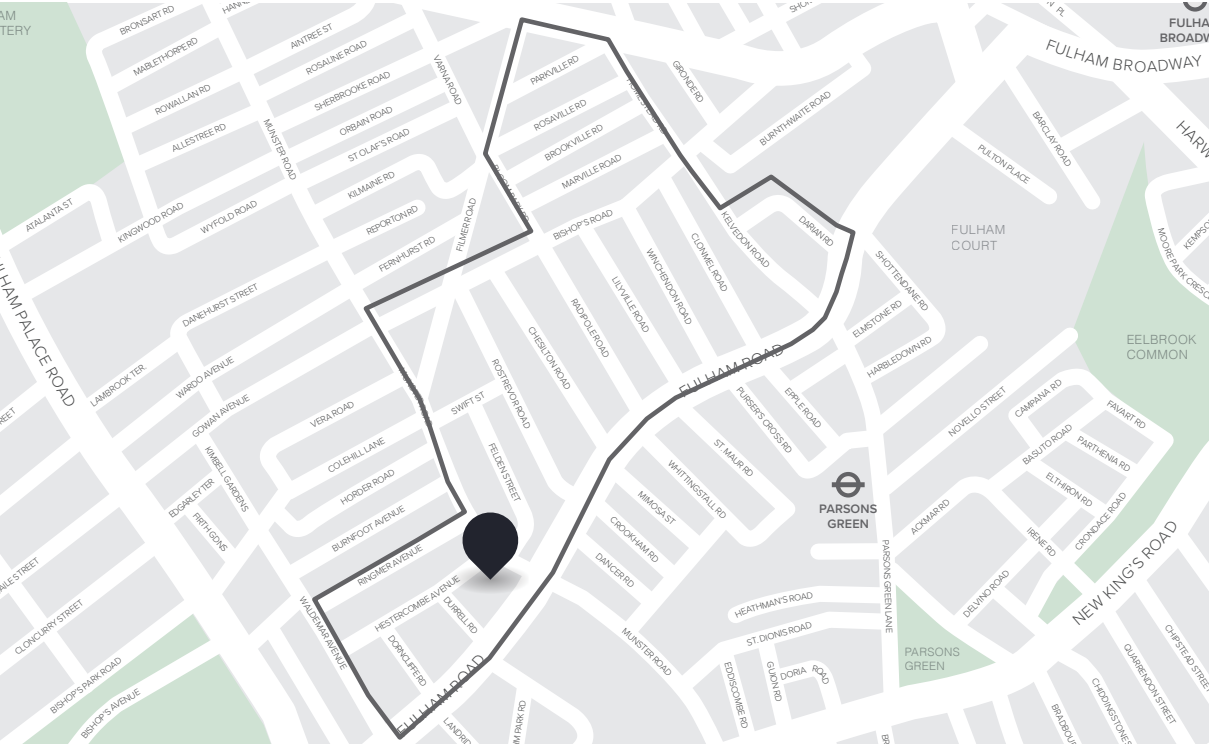 BRONSART RD
MABLETHORPE RD
ROWALLAN RD
ALLESTREE RD
AINTREE ST
ROSALINE ROAD
SHERBROOKE ROAD
ORBAIN ROAD
ST OLAF'S ROAD
KILMAINE RD
REPORTON RD
FERNHURST RD
MUNSTER ROAD
VARNA ROAD
FILMER ROAD
PARKVILLE RD
ROSAVILLE RD
BROOKVILLE RD
MARVILLE ROAD
BISHOP'S ROAD
GIRONDE RD
BURNTHWAITE ROAD
FULHAM BROADWAY
BARCLAY ROAD
PULTON PLACE
ATALANTA ST
KINGWOOD ROAD
WYFOLD ROAD
DANEHURST STREET
LAMBROOK TER
WARDO AVENUE
GOWAN AVENUE
KIMBELL GARDENS
EDGARLEY TER
FIRTH GDNS
VERA ROAD
COLEHILL LANE
HORDER ROAD
BURNFOOT AVENUE
RINGMER AVENUE
HESTERCOMBE AVENUE
DURRELL RD
DORNCLIFFE RD
WALDEMAR AVENUE
SWIFT ST
FELDEN STREET
ROSTREVOR ROAD
CHESILTON ROAD
RADIPOLE ROAD
LILYVILLE ROAD
WINCHENDON ROAD
CLONMEL ROAD
KELVEDON ROAD
DARIAN RD
FULHAM
COURT
SHOTTENDANE RD
ELMSTONE RD
HARBLEDOWN RD
EELBROOK
COMMON
FULHAM ROAD
PURSER'S CROSS RD
EPPLE ROAD
ST. MAUR RD
WHITTINGSTALL RD
MIMOSA ST
CROOKHAM RD
DANCER RD
MUNSTER ROAD
PARSONS
GREEN
NOVELLO STREET
CAMPANA RD
BASUTO ROAD
FAVART RD
PARTHENIA RD
ELTHIRON RD
CRONDACE ROAD
IRENE RD
ACKMAR RD
DELVINO ROAD
NEW KING'S ROAD
PARSONS GREEN LANE
PARSONS
GREEN
HEATHMAN'S ROAD
ST. DIONIS ROAD
EDDISCOMBE RD
GUION RD
DORIA ROAD
CLONCURRY STREET
BISHOP'S PARK ROAD
BISHOP'S AVENUE
FULHAM ROAD
QUARRENDON STREET
CHIPSTEAD STREET